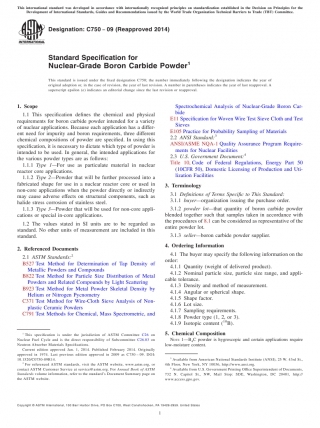 This international standard was developed in accordance with internationally recognized principles on standardization established in the Decision on Principles for the
Development of International Standards, Guides and Recommendations issued by the World Trade Organization Technical Barriers to Trade (TBT) Committee.
Designation: C750 − 09 (Reapproved 2014)
Standard Specification for
Nuclear-Grade Boron Carbide Powder1
This standard is issued under the fixed designation C750; the number immediately following the designation indicates the year of
original adoption or, in the case of revision, the year of last revision. A number in parentheses indicates the year of last reapproval. A
superscript epsilon (ε) indicates an editorial change since the last revision or reapproval.
1. Scope
1.1 This specification defines the chemical and physical
requirements for boron carbide powder intended for a variety
of nuclear applications. Because each application has a differ-
ent need for impurity and boron requirements, three different
chemical compositions of powder are specified. In using this
specification, it is necessary to dictate which type of powder is
intended to be used. In general, the intended applications for
the various powder types are as follows:
1.1.1 Type 1—For use as particulate material in nuclear
reactor core applications.
1.1.2 Type 2—Powder that will be further processed into a
fabricated shape for use in a nuclear reactor core or used in
non-core applications when the powder directly or indirectly
may cause adverse effects on structural components, such as
halide stress corrosion of stainless steel.
1.1.3 Type 3—Powder that will be used for non-core appli-
cations or special in-core applications.
1.2 The values stated in SI units are to be regarded as
standard. No other units of measurement are included in this
standard.
2. Referenced Documents
2.1 ASTM Standards:2
B527 Test Method for Determination of Tap Density of
Metallic Powders and Compounds
B822 Test Method for Particle Size Distribution of Metal
Powders and Related Compounds by Light Scattering
B923 Test Method for Metal Powder Skeletal Density by
Helium or Nitrogen Pycnometry
C371 Test Method for Wire-Cloth Sieve Analysis of Non-
plastic Ceramic Powders
C791 Test Methods for Chemical, Mass Spectrometric, and
1 This specification is under the jurisdiction of ASTM Committee C26 on
Nuclear Fuel Cycle and is the direct responsibility of Subcommittee C26.03 on
Neutron Absorber Materials Specifications.
Current edition approved Jan. 1, 2014. Published February 2014. Originally
approved in 1974. Last previous edition approved in 2009 as C750 – 09. DOI:
10.1520/C0750-09R14.
2 For referenced ASTM standards, visit the ASTM website, www.astm.org, or
contact ASTM Customer Service at service@astm.org. For Annual Book of ASTM
Standards volume information, refer to the standard's Document Summary page on
the ASTM website.
Spectrochemical Analysis of Nuclear-Grade Boron Car-
bide
E11 Specification for Woven Wire Test Sieve Cloth and Test
Sieves
E105 Practice for Probability Sampling of Materials
2.2 ANSI Standard:3
ANSI/ASME NQA-1 Quality Assurance Program Require-
ments for Nuclear Facilities
2.3 U.S. Government Document:4
Title 10, Code of Federal Regulations, Energy Part 50
(10CFR 50), Domestic Licensing of Production and Uti-
lization Facilities
3. Terminology
3.1 Definitions of Terms Specific to This Standard:
3.1.1 buyer—organization issuing the purchase order.
3.1.2 powder lot—that quantity of boron carbide powder
blended together such that samples taken in accordance with
the procedures of 8.1 can be considered as representative of the
entire powder lot.
3.1.3 seller—boron carbide powder supplier.
4. Ordering Information
4.1 The buyer may specify the following information on the
order:
4.1.1 Quantity (weight of delivered product).
4.1.2 Nominal particle size, particle size range, and appli-
cable tolerance.
4.1.3 Density and method of measurement.
4.1.4 Angular or spherical shape.
4.1.5 Shape factor.
4.1.6 Lot size.
4.1.7 Sampling requirements.
4.1.8 Powder type (1, 2, or 3).
4.1.9 Isotopic content (10B).
5. Chemical Composition
NOTE 1—B4C powder is hygroscopic and certain applications require
low-moisture content.
3 Available from American National Standards Institute (ANSI), 25 W. 43rd St.,
4th Floor, New York, NY 10036, http://www.ansi.org.
4 Available from U.S. Government Printing Office Superintendent of Documents,
732 N. Capitol St., NW, Mail Stop: SDE, Washington, DC 20401, http://
www.access.gpo.gov.
Copyright © ASTM International, 100 Barr Harbor Drive, PO Box C700, West Conshohocken, PA 19428-2959. United States
1